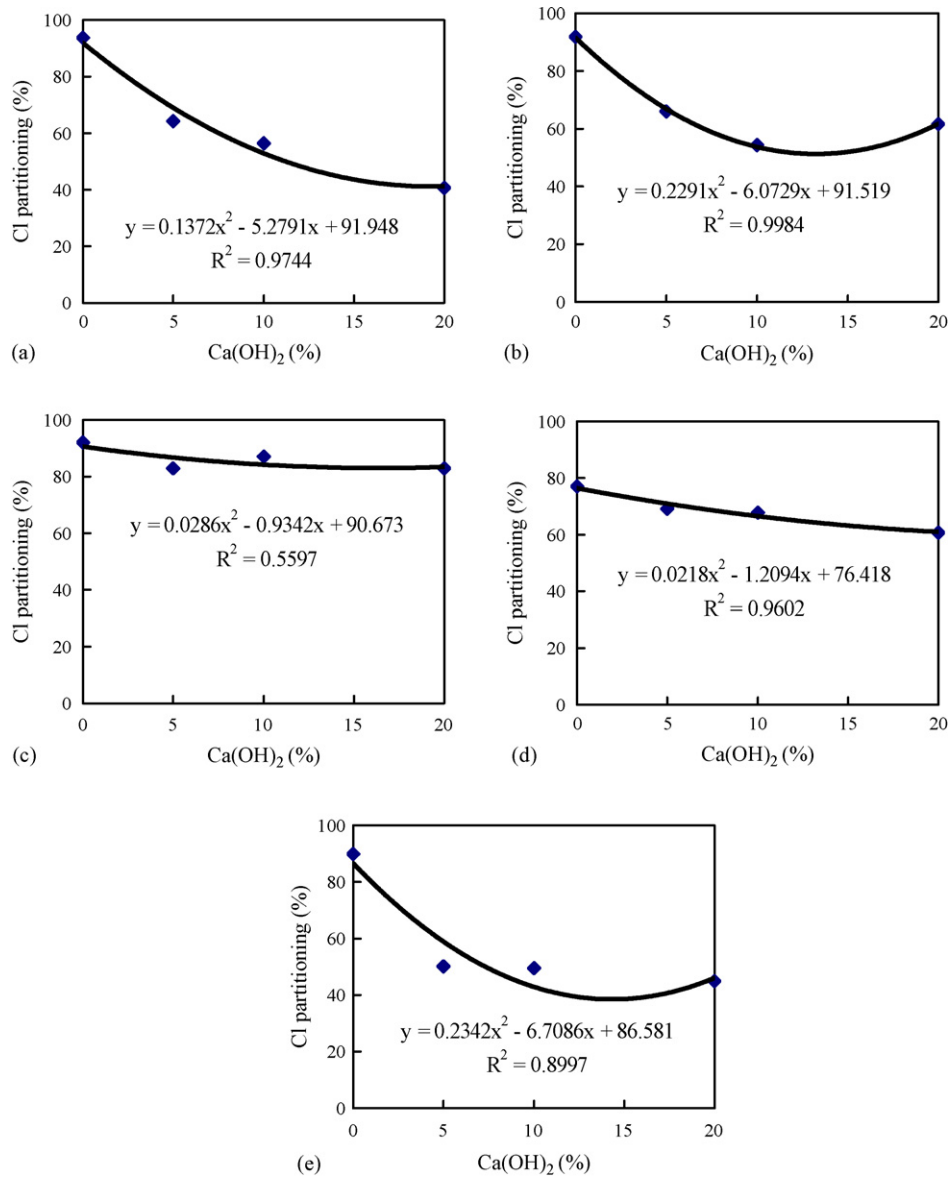 100
80
60
40
20
0
Cl partitioning (%)
y = 0.1372x² - 5.2791x + 91.948
R² = 0.9744
0 5 10 15 20
(a) Ca(OH)₂ (%)
100
80
60
40
20
0
Cl partitioning (%)
y = 0.2291x² - 6.0729x + 91.519
R² = 0.9984
0 5 10 15 20
(b) Ca(OH)₂ (%)
100
80
60
40
20
0
Cl partitioning (%)
y = 0.0286x² - 0.9342x + 90.673
R² = 0.5597
0 5 10 15 20
(c) Ca(OH)₂ (%)
100
80
60
40
20
0
Cl partitioning (%)
y = 0.0218x² - 1.2094x + 76.418
R² = 0.9602
0 5 10 15 20
(d) Ca(OH)₂ (%)
100
80
60
40
20
0
Cl partitioning (%)
y = 0.2342x² - 6.7086x + 86.581
R² = 0.8997
0 5 10 15 20
(e) Ca(OH)₂ (%)